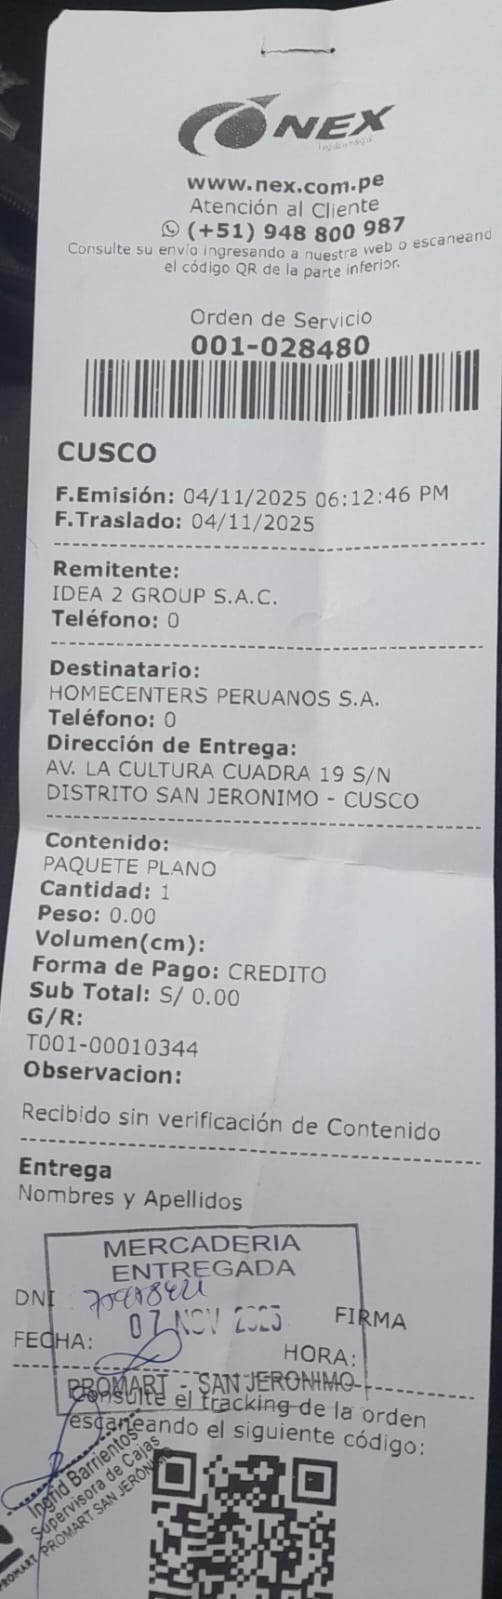 NEX
www.nex.com.pe
Atención al Cliente
(+51) 948 800 987
Consulte su envío ingresando a nuestra web o escaneand
el código QR de la parte inferior.
Orden de Servicio
001-028480
CUSCO
F.Emisión: 04/11/2025 06:12:46 PM
F.Traslado: 04/11/2025
Remitente:
IDEA 2 GROUP S.A.C.
Teléfono: 0
Destinatario:
HOMECENTERS PERUANOS S.A.
Teléfono: 0
Dirección de Entrega:
AV. LA CULTURA CUADRA 19 S/N
DISTRITO SAN JERONIMO - CUSCO
Contenido:
PAQUETE PLANO
Cantidad: 1
Peso: 0.00
Volumen(cm):
Forma de Pago: CREDITO
Sub Total: S/ 0.00
G/R:
T001-00010344
Observacion:
Recibido sin verificación de Contenido
Entrega
Nombres y Apellidos
MERCADERIA
ENTREGADA
DNI
07 NOV 2025
FIRMA
FECHA:
HORA:
PROMART - SAN JERONIMO
Consulte el tracking de la orden
escaneando el siguiente código:
Ingrid Barrientos
Supervisora de Cajas
PROMART SAN JERONIMO
PROMART